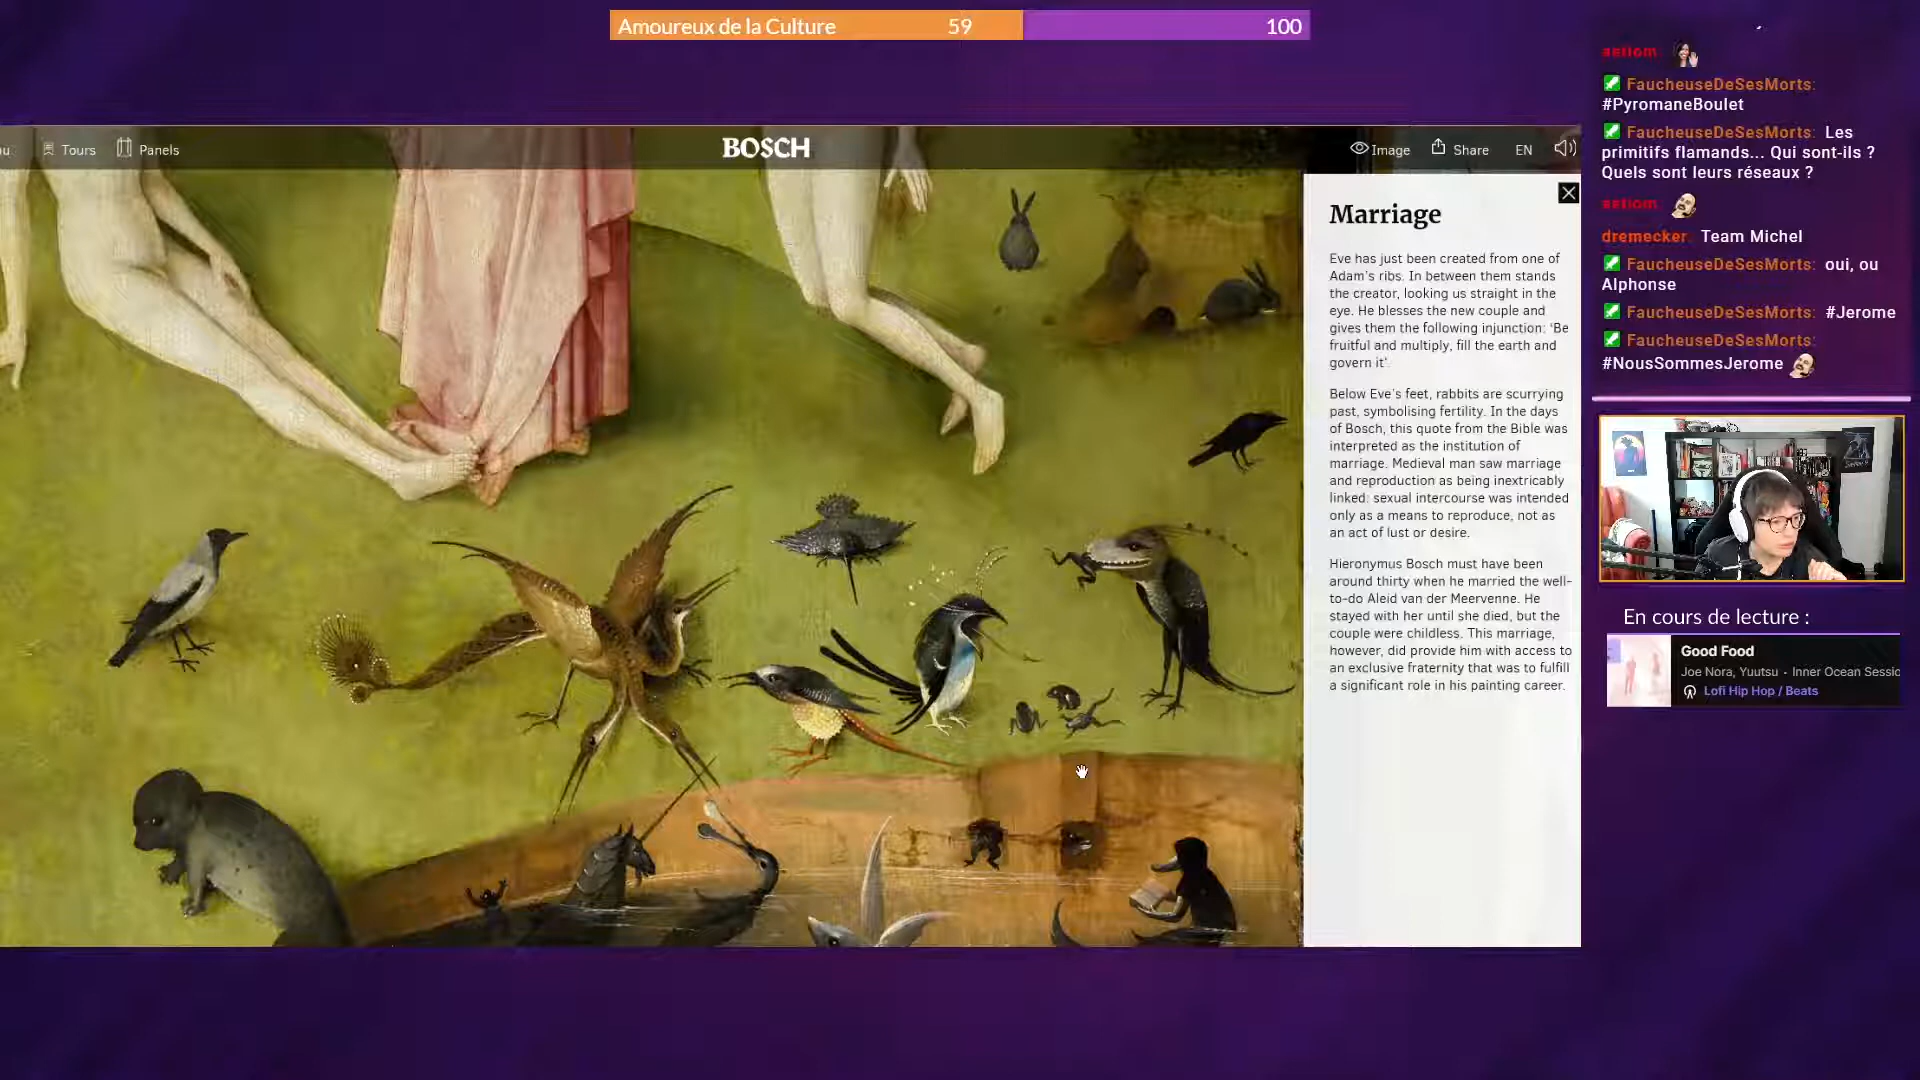 Amoureux de la Culture 59 100
Tours
Panels
BOSCH
Image
Share
EN
Marriage
Eve has just been created from one of
Adam's ribs. In between them stands
the creator, looking us straight in the
eye. He blesses the new couple and
gives them the following injunction: 'Be
fruitful and multiply, fill the earth and
govern it'.
Below Eve's feet, rabbits are scurrying
past, symbolising fertility. In the days
of Bosch, this quote from the Bible was
interpreted as the institution of
marriage. Medieval man saw marriage
and reproduction as being inextricably
linked: sexual intercourse was intended
only as a means to reproduce, not as
an act of lust or desire.
Hieronymus Bosch must have been
around thirty when he married the well-
to-do Aleid van der Meervenne. He
stayed with her until she died, but the
couple were childless. This marriage,
however, did provide him with access to
an exclusive fraternity that was to fulfill
a significant role in his painting career.
FaucheuseDeSesMorts:
#PyromaneBoulet
FaucheuseDeSesMorts: Les
primitifs flamands... Qui sont-ils ?
Quels sont leurs réseaux ?
dremecker: Team Michel
FaucheuseDeSesMorts: oui, ou
Alphonse
FaucheuseDeSesMorts: #Jerome
FaucheuseDeSesMorts:
#NousSommesJerome
En cours de lecture :
Good Food
Joe Nora, Yuutsu • Inner Ocean Sessio
Lofi Hip Hop / Beats